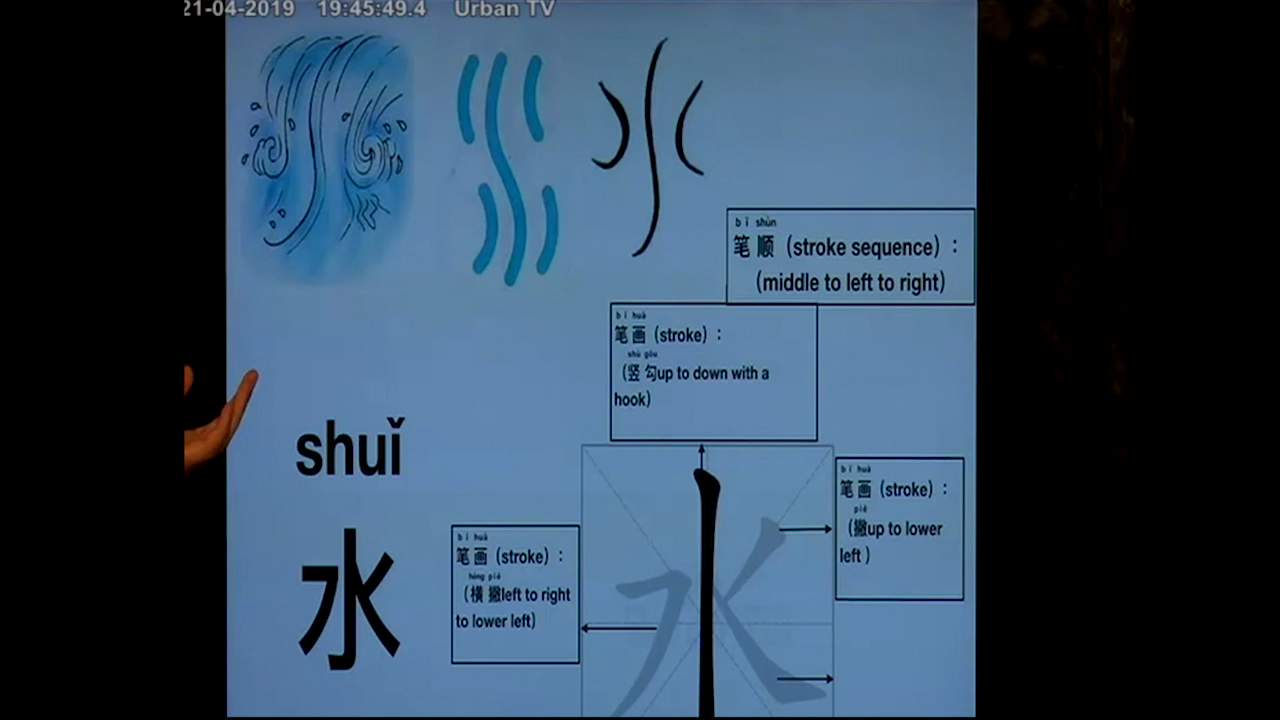 21-04-2019 19:45:49.4 Urban TV
bǐ shùn
笔顺 (stroke sequence) :
(middle to left to right)
bǐ huà
笔画 (stroke) :
shù gōu
(竖勾up to down with a
hook)
shuǐ
水
bǐ huà
笔画 (stroke) :
héng piě
(横撇left to right
to lower left)
bǐ huà
笔画 (stroke) :
piě
(撇up to lower
left )
水